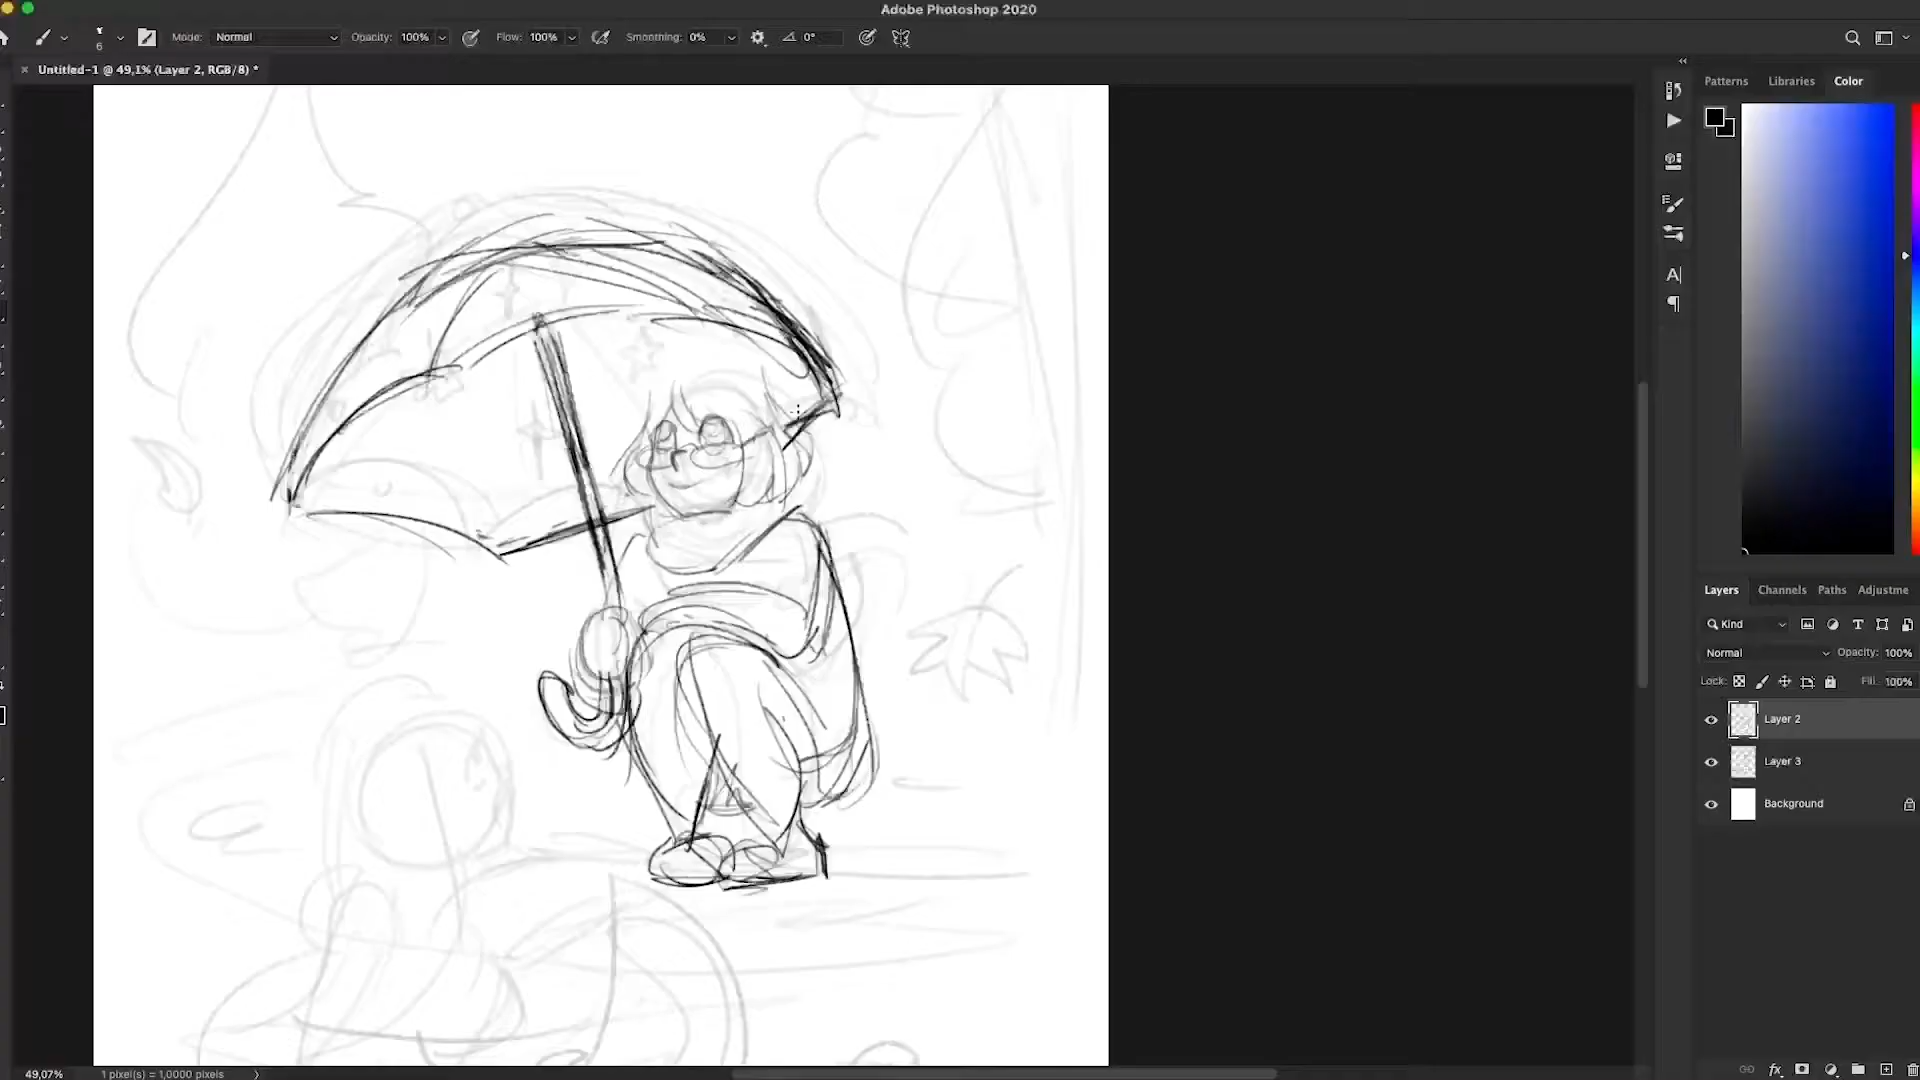 Adobe Photoshop 2020
6 Mode: Normal Opacity: 100% Flow: 100% Smoothing: 0% 0°
Untitled-1 @ 49,1% (Layer 2, RGB/8) *
Patterns Libraries Color
Layers Channels Paths Adjustme
Kind
Normal Opacity: 100%
Lock: Fill: 100%
Layer 2
Layer 3
Background
fx
49,07% 1 pixel(s) = 1,0000 pixels